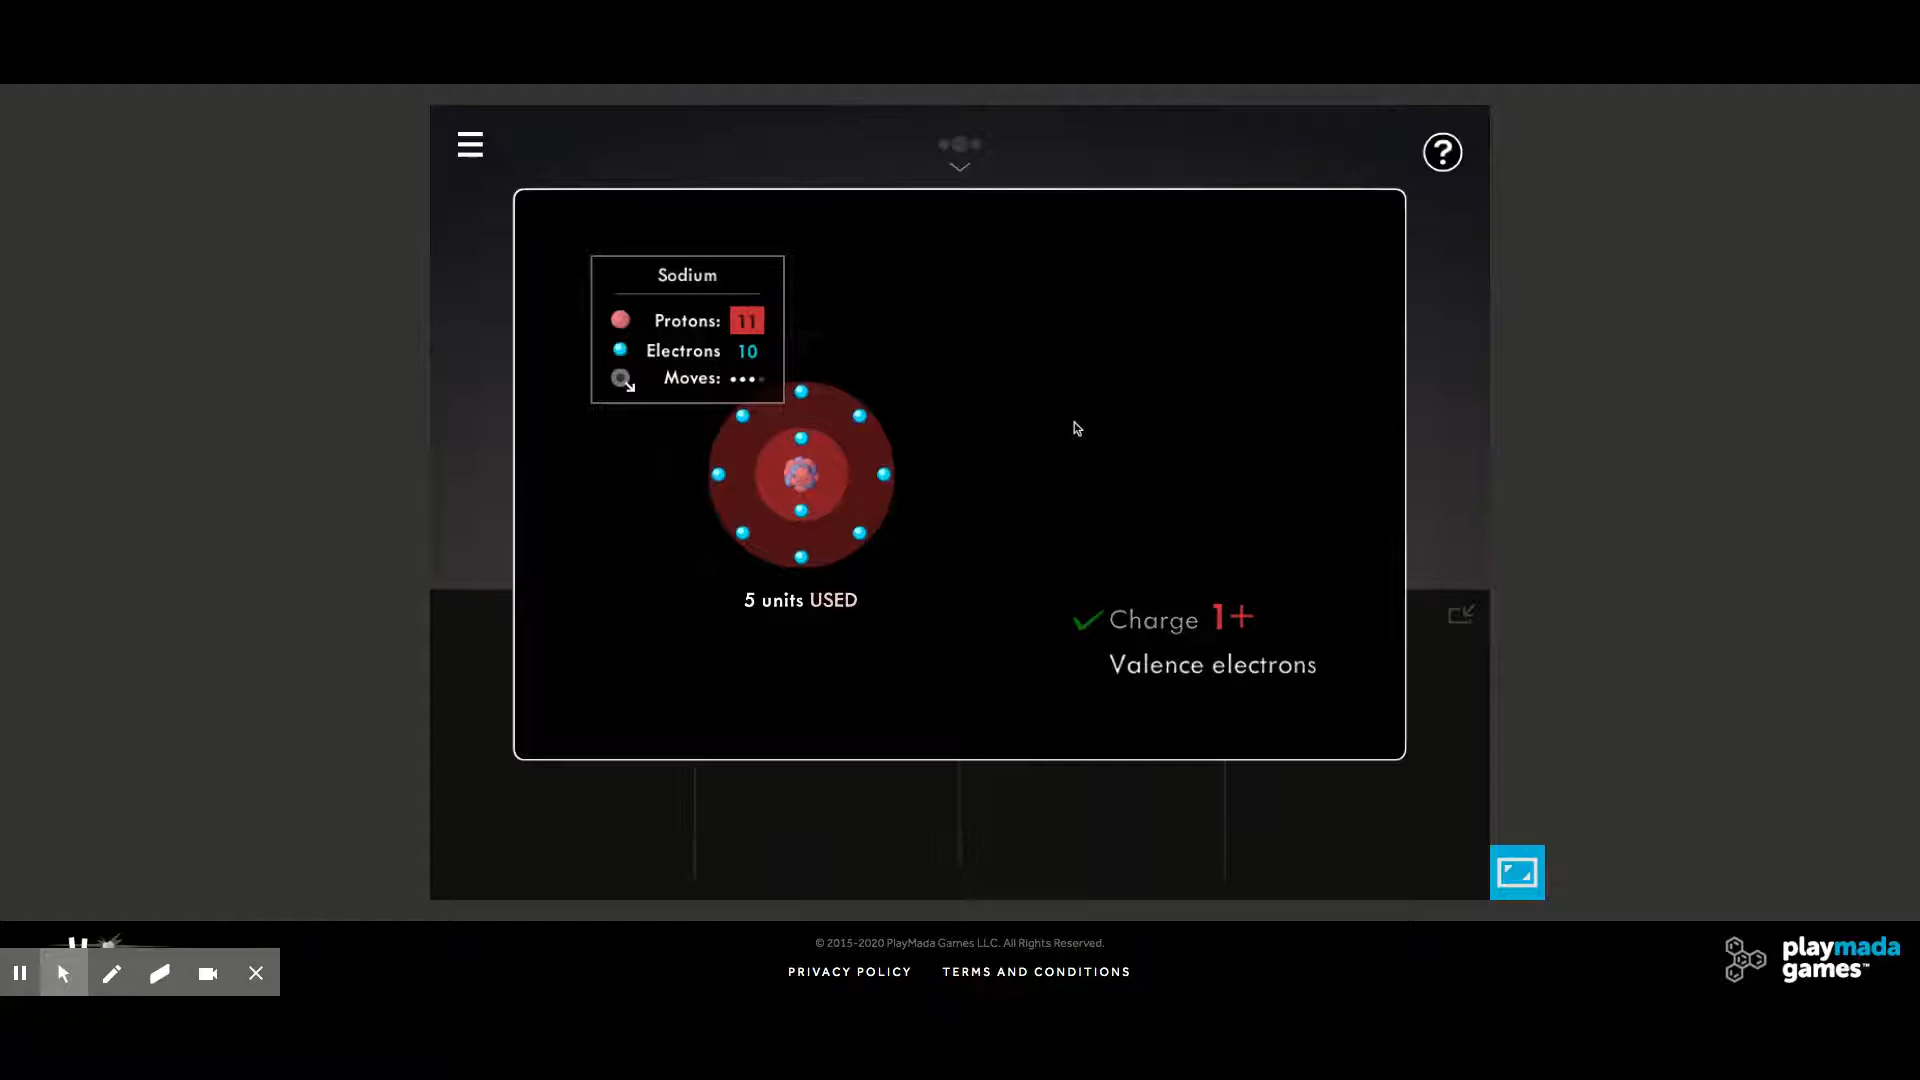 ?
Sodium
Protons: 11
Electrons 10
Moves:
5 units USED
Charge 1+
Valence electrons
© 2015-2020 PlayMada Games LLC. All Rights Reserved.
PRIVACY POLICY TERMS AND CONDITIONS
playmada
games™